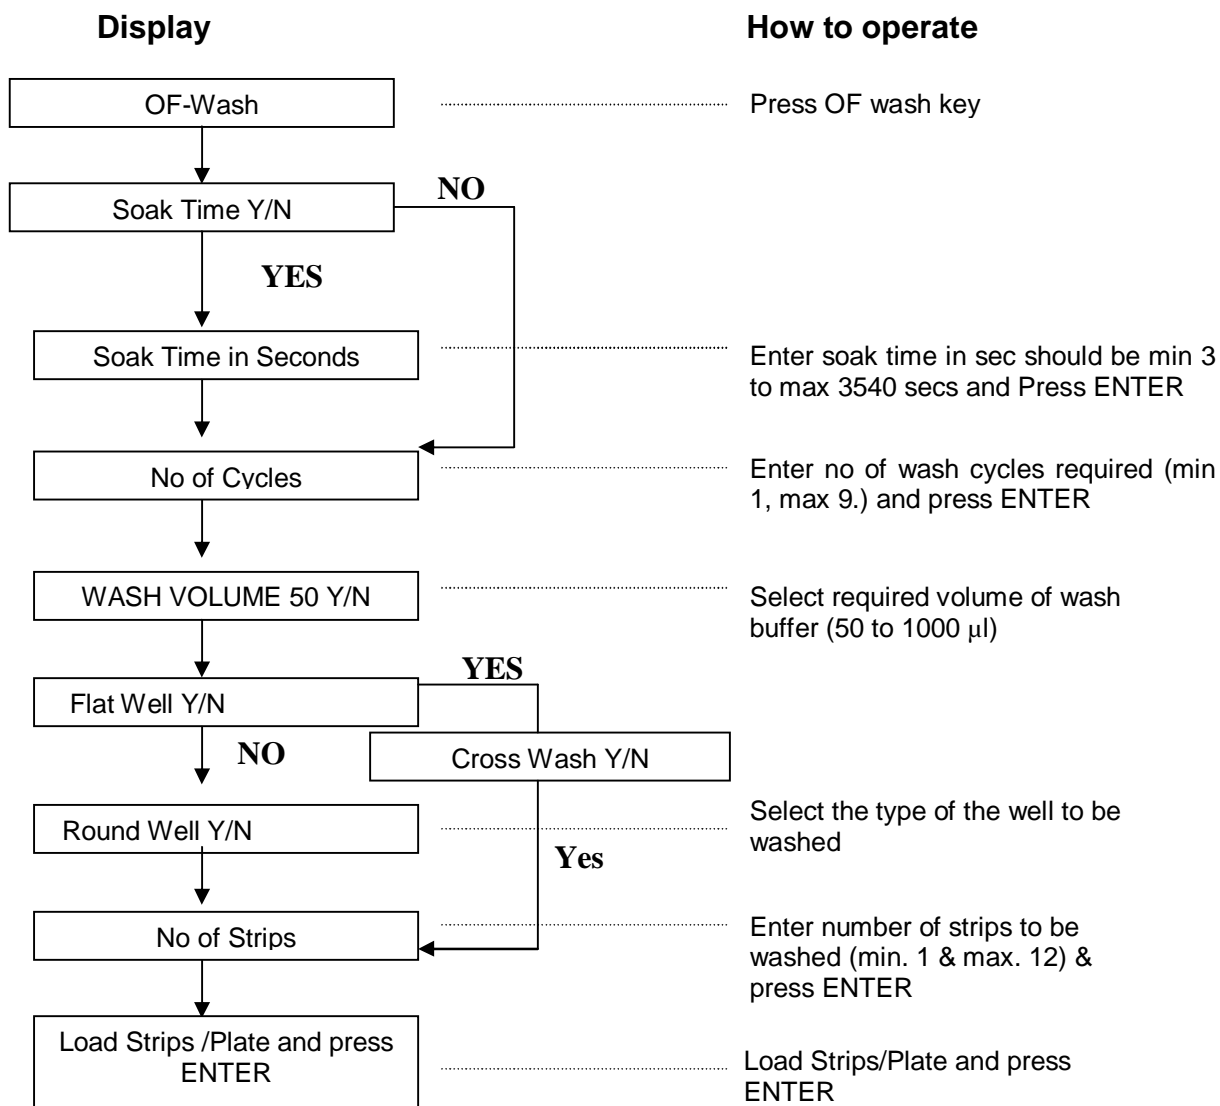 Display
How to operate
OF-Wash
Press OF wash key
Soak Time Y/N
NO
YES
Soak Time in Seconds
Enter soak time in sec should be min 3
to max 3540 secs and Press ENTER
No of Cycles
Enter no of wash cycles required (min
1, max 9.) and press ENTER
WASH VOLUME 50 Y/N
Select required volume of wash
buffer (50 to 1000 µl)
YES
Flat Well Y/N
NO
Cross Wash Y/N
Round Well Y/N
Select the type of the well to be
washed
Yes
No of Strips
Enter number of strips to be
washed (min. 1 & max. 12) &
press ENTER
Load Strips /Plate and press
ENTER
Load Strips/Plate and press
ENTER